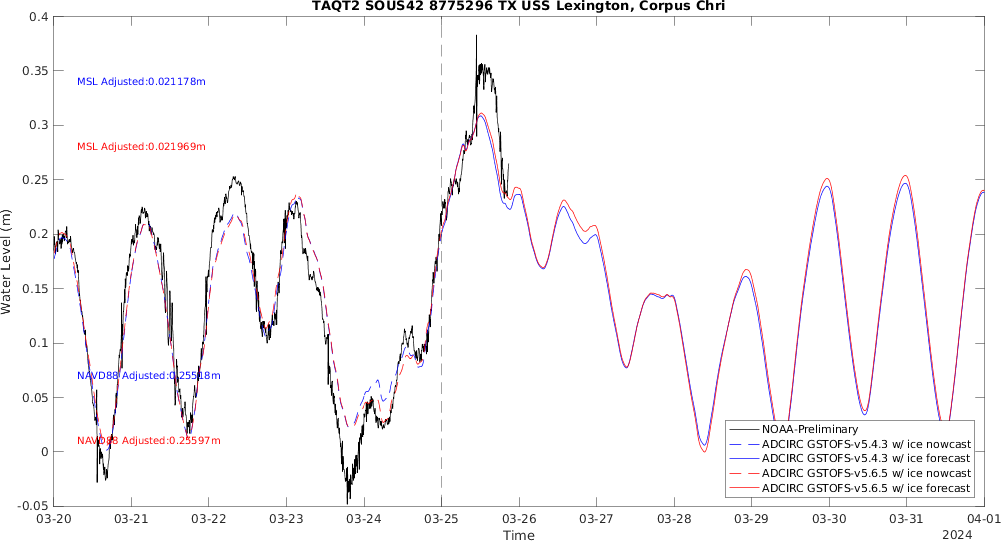 TAQT2 SOUS42 8775296 TX USS Lexington, Corpus Chri
0.4
0.35
0.3
0.25
0.2
0.15
0.1
0.05
0
-0.05
Water Level (m)
MSL Adjusted:0.021178m
MSL Adjusted:0.021969m
NAVD88 Adjusted:0.25518m
NAVD88 Adjusted:0.25597m
NOAA-Preliminary
ADCIRC GSTOFS-v5.4.3 w/ ice nowcast
ADCIRC GSTOFS-v5.4.3 w/ ice forecast
ADCIRC GSTOFS-v5.6.5 w/ ice nowcast
ADCIRC GSTOFS-v5.6.5 w/ ice forecast
03-20 03-21 03-22 03-23 03-24 03-25 03-26 03-27 03-28 03-29 03-30 03-31 04-01
Time
2024